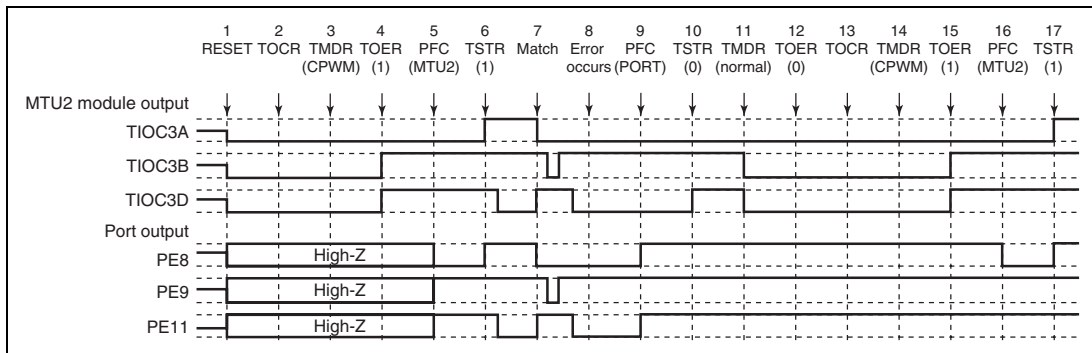 1 2 3 4 5 6 7 8 9 10 11 12 13 14 15 16 17
RESET TOCR TMDR TOER PFC TSTR Match Error PFC TSTR TMDR TOER TOCR TMDR TOER PFC TSTR
(CPWM) (1) (MTU2) (1) occurs (PORT) (0) (normal) (0) (CPWM) (1) (MTU2) (1)
MTU2 module output
TIOC3A
TIOC3B
TIOC3D
Port output
PE8 High-Z
PE9 High-Z
PE11 High-Z